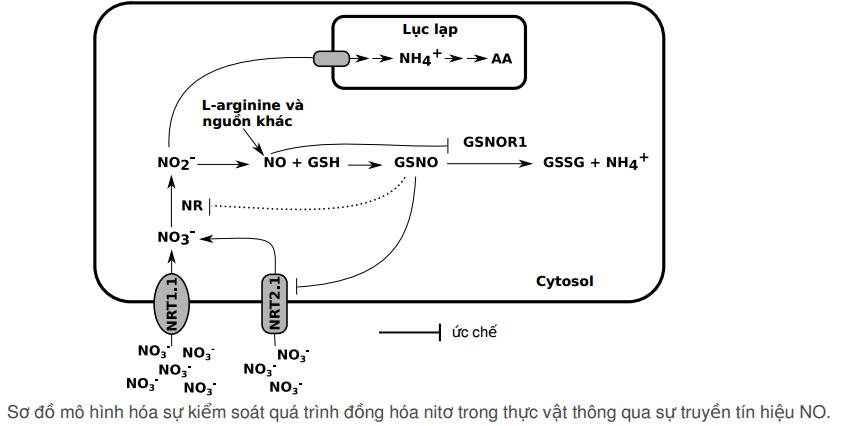 Lục lạp
NH4+ AA
L-arginine và
nguồn khác
GSNOR1
NO2- NO + GSH GSNO GSSG + NH4+
NR
NO3-
Cytosol
NRT1.1 NRT2.1
ức chế
NO3- NO3- NO3-
NO3- NO3-
NO3- NO3- NO3-
Sơ đồ mô hình hóa sự kiểm soát quá trình đồng hóa nitơ trong thực vật thông qua sự truyền tín hiệu NO.